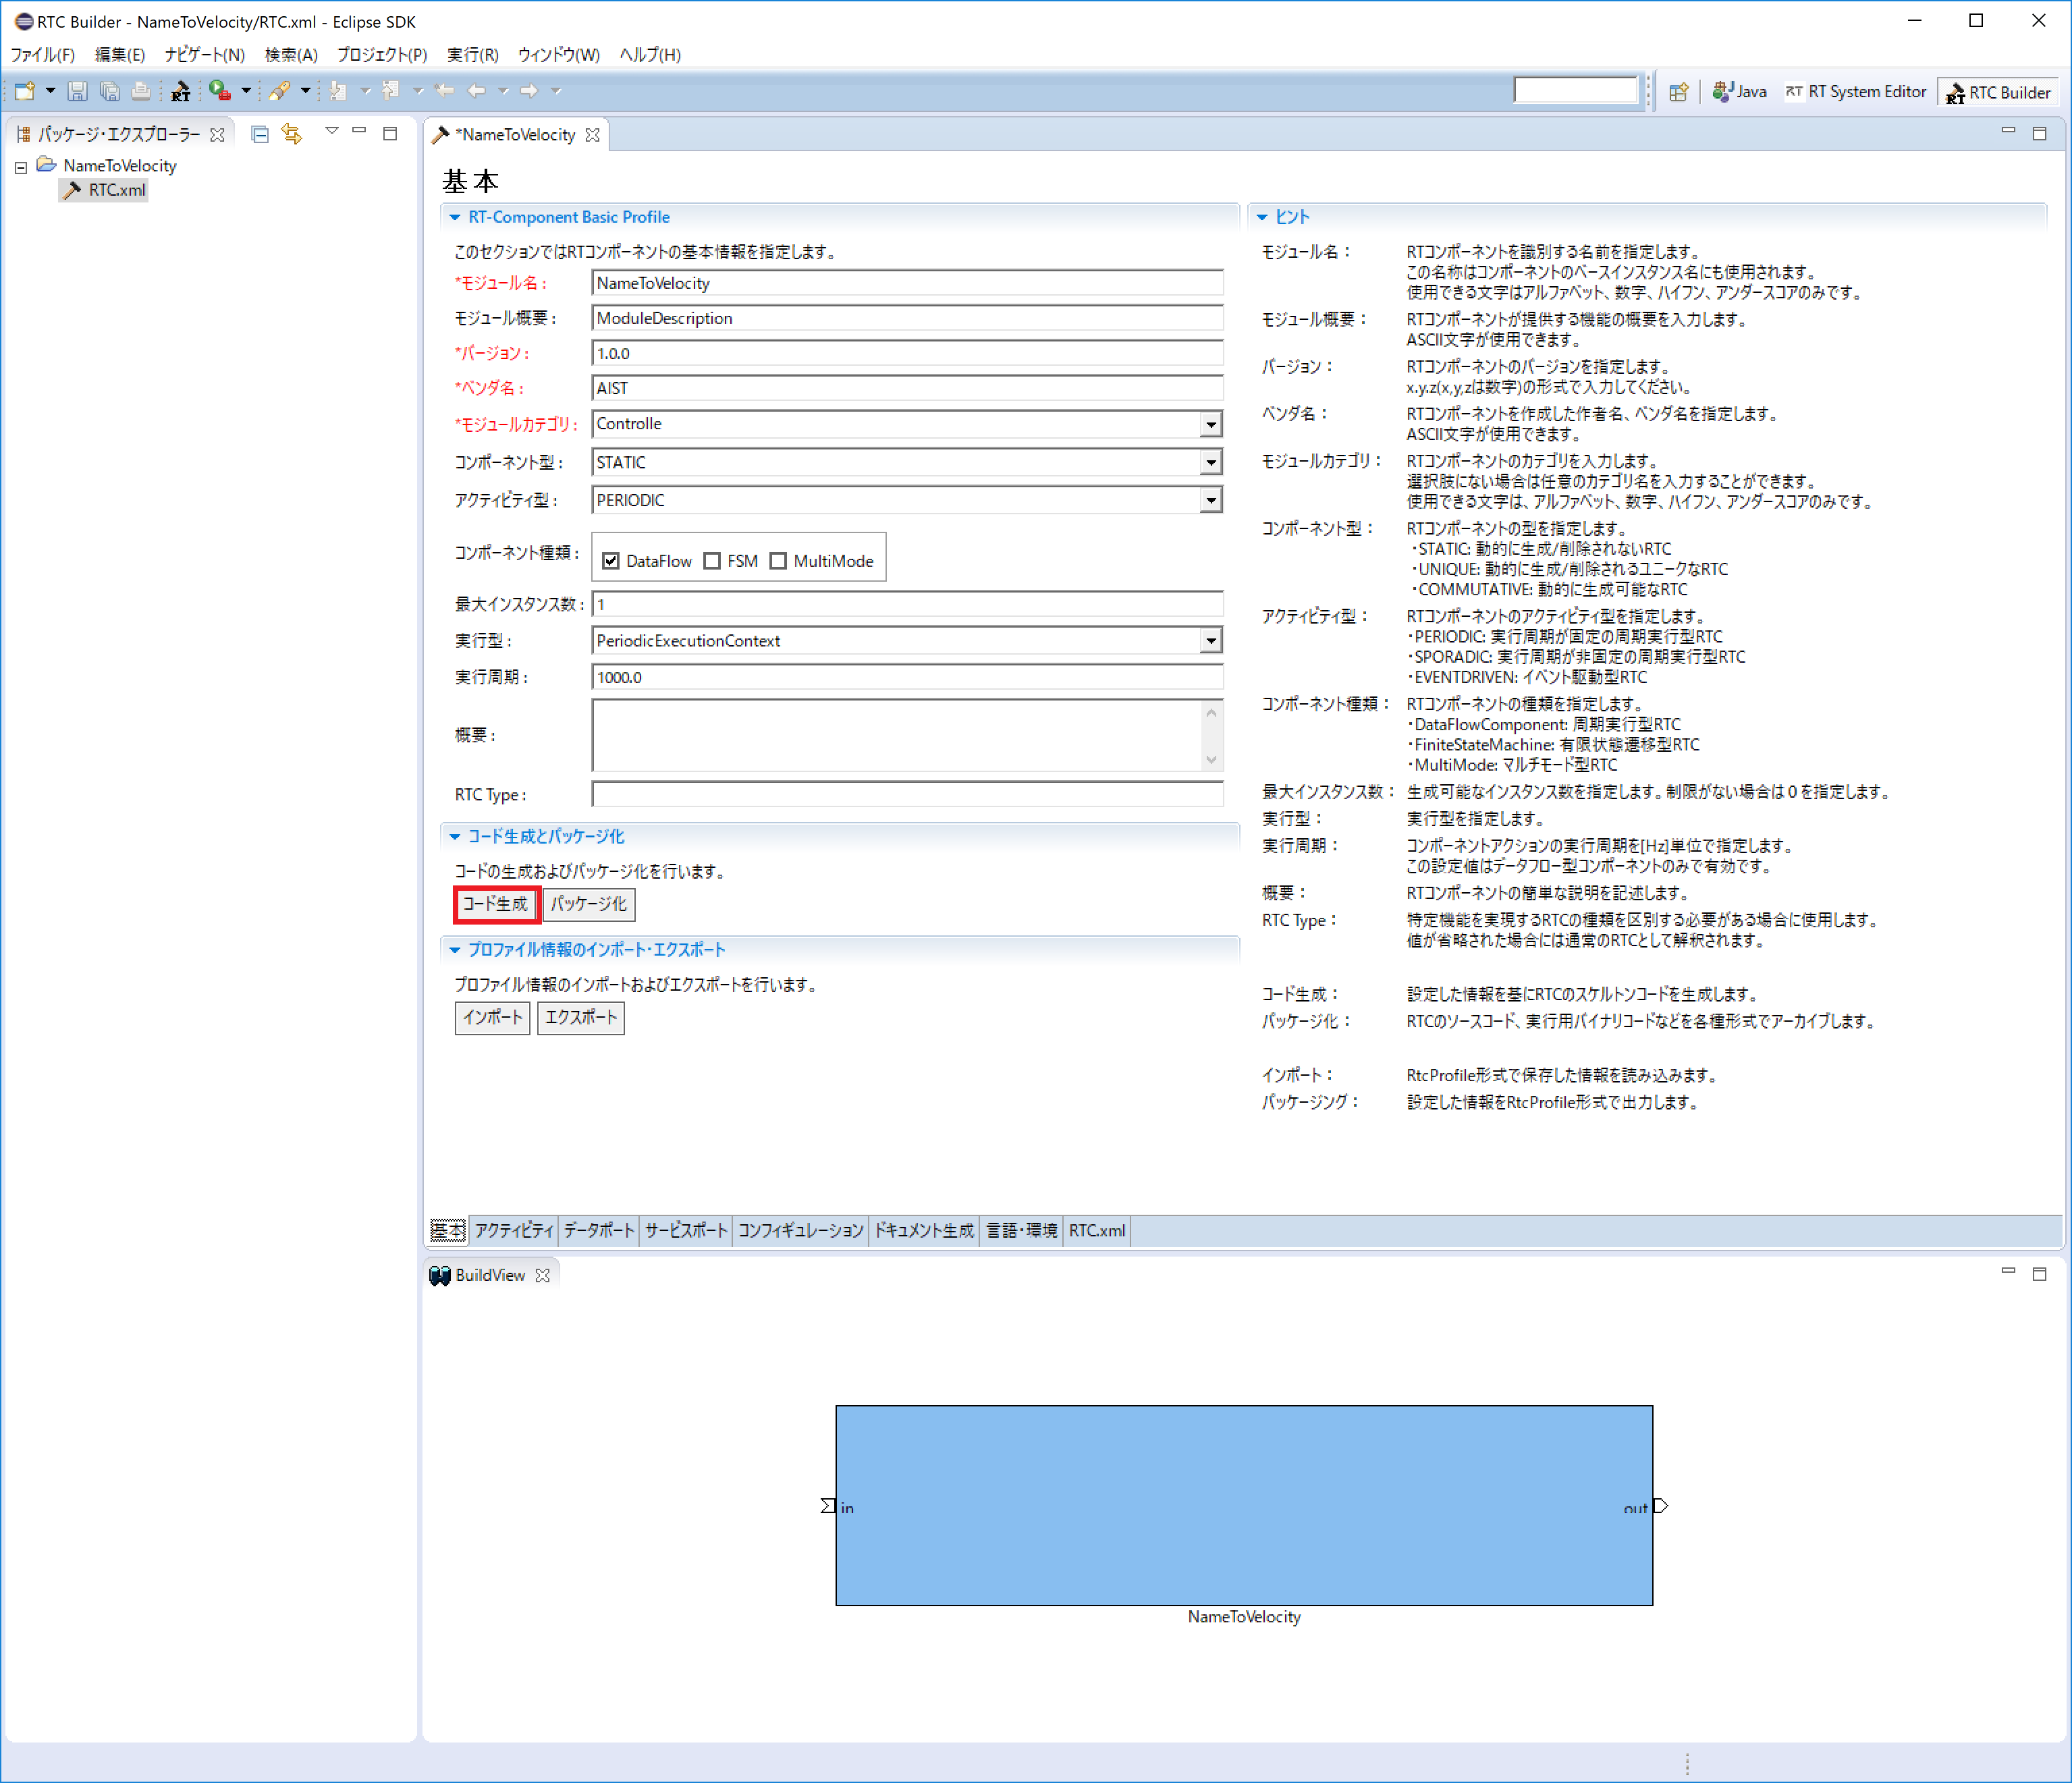 RTC Builder - NameToVelocity/RTC.xml - Eclipse SDK
ファイル(F) 編集(E) ナビゲート(N) 検索(A) プロジェクト(P) 実行(R) ウィンドウ(W) ヘルプ(H)
RT
Java
RT RT System Editor
RT RTC Builder
パッケージ・エクスプローラー
NameToVelocity
RTC.xml
*NameToVelocity
基本
RT-Component Basic Profile
このセクションではRTコンポーネントの基本情報を指定します。
*モジュール名 : NameToVelocity
モジュール概要 : ModuleDescription
*バージョン : 1.0.0
*ベンダ名 : AIST
*モジュールカテゴリ : Controlle
コンポーネント型 : STATIC
アクティビティ型 : PERIODIC
コンポーネント種類 : DataFlow FSM MultiMode
最大インスタンス数 : 1
実行型 : PeriodicExecutionContext
実行周期 : 1000.0
概要 :
RTC Type :
コード生成とパッケージ化
コードの生成およびパッケージ化を行います。
コード生成 パッケージ化
プロファイル情報のインポート・エクスポート
プロファイル情報のインポートおよびエクスポートを行います。
インポート エクスポート
ヒント
モジュール名： RTコンポーネントを識別する名前を指定します。
この名称はコンポーネントのベースインスタンス名にも使用されます。
使用できる文字はアルファベット、数字、ハイフン、アンダースコアのみです。
モジュール概要： RTコンポーネントが提供する機能の概要を入力します。
ASCII文字が使用できます。
バージョン： RTコンポーネントのバージョンを指定します。
x.y.z(x,y,zは数字)の形式で入力してください。
ベンダ名： RTコンポーネントを作成した作者名、ベンダ名を指定します。
ASCII文字が使用できます。
モジュールカテゴリ： RTコンポーネントのカテゴリを入力します。
選択肢にない場合は任意のカテゴリ名を入力することができます。
使用できる文字は、アルファベット、数字、ハイフン、アンダースコアのみです。
コンポーネント型： RTコンポーネントの型を指定します。
・STATIC: 動的に生成/削除されないRTC
・UNIQUE: 動的に生成/削除されるユニークなRTC
・COMMUTATIVE: 動的に生成可能なRTC
アクティビティ型： RTコンポーネントのアクティビティ型を指定します。
・PERIODIC: 実行周期が固定の周期実行型RTC
・SPORADIC: 実行周期が非固定の周期実行型RTC
・EVENTDRIVEN: イベント駆動型RTC
コンポーネント種類： RTコンポーネントの種類を指定します。
・DataFlowComponent: 周期実行型RTC
・FiniteStateMachine: 有限状態遷移型RTC
・MultiMode: マルチモード型RTC
最大インスタンス数： 生成可能なインスタンス数を指定します。制限がない場合は０を指定します。
実行型： 実行型を指定します。
実行周期： コンポーネントアクションの実行周期を[Hz]単位で指定します。
この設定値はデータフロー型コンポーネントのみで有効です。
概要： RTコンポーネントの簡単な説明を記述します。
RTC Type： 特定機能を実現するRTCの種類を区別する必要がある場合に使用します。
値が省略された場合には通常のRTCとして解釈されます。
コード生成： 設定した情報を基にRTCのスケルトンコードを生成します。
パッケージ化： RTCのソースコード、実行用バイナリコードなどを各種形式でアーカイブします。
インポート： RtcProfile形式で保存した情報を読み込みます。
パッケージング： 設定した情報をRtcProfile形式で出力します。
基本 アクティビティ データポート サービスポート コンフィギュレーション ドキュメント生成 言語・環境 RTC.xml
BuildView
in out
NameToVelocity